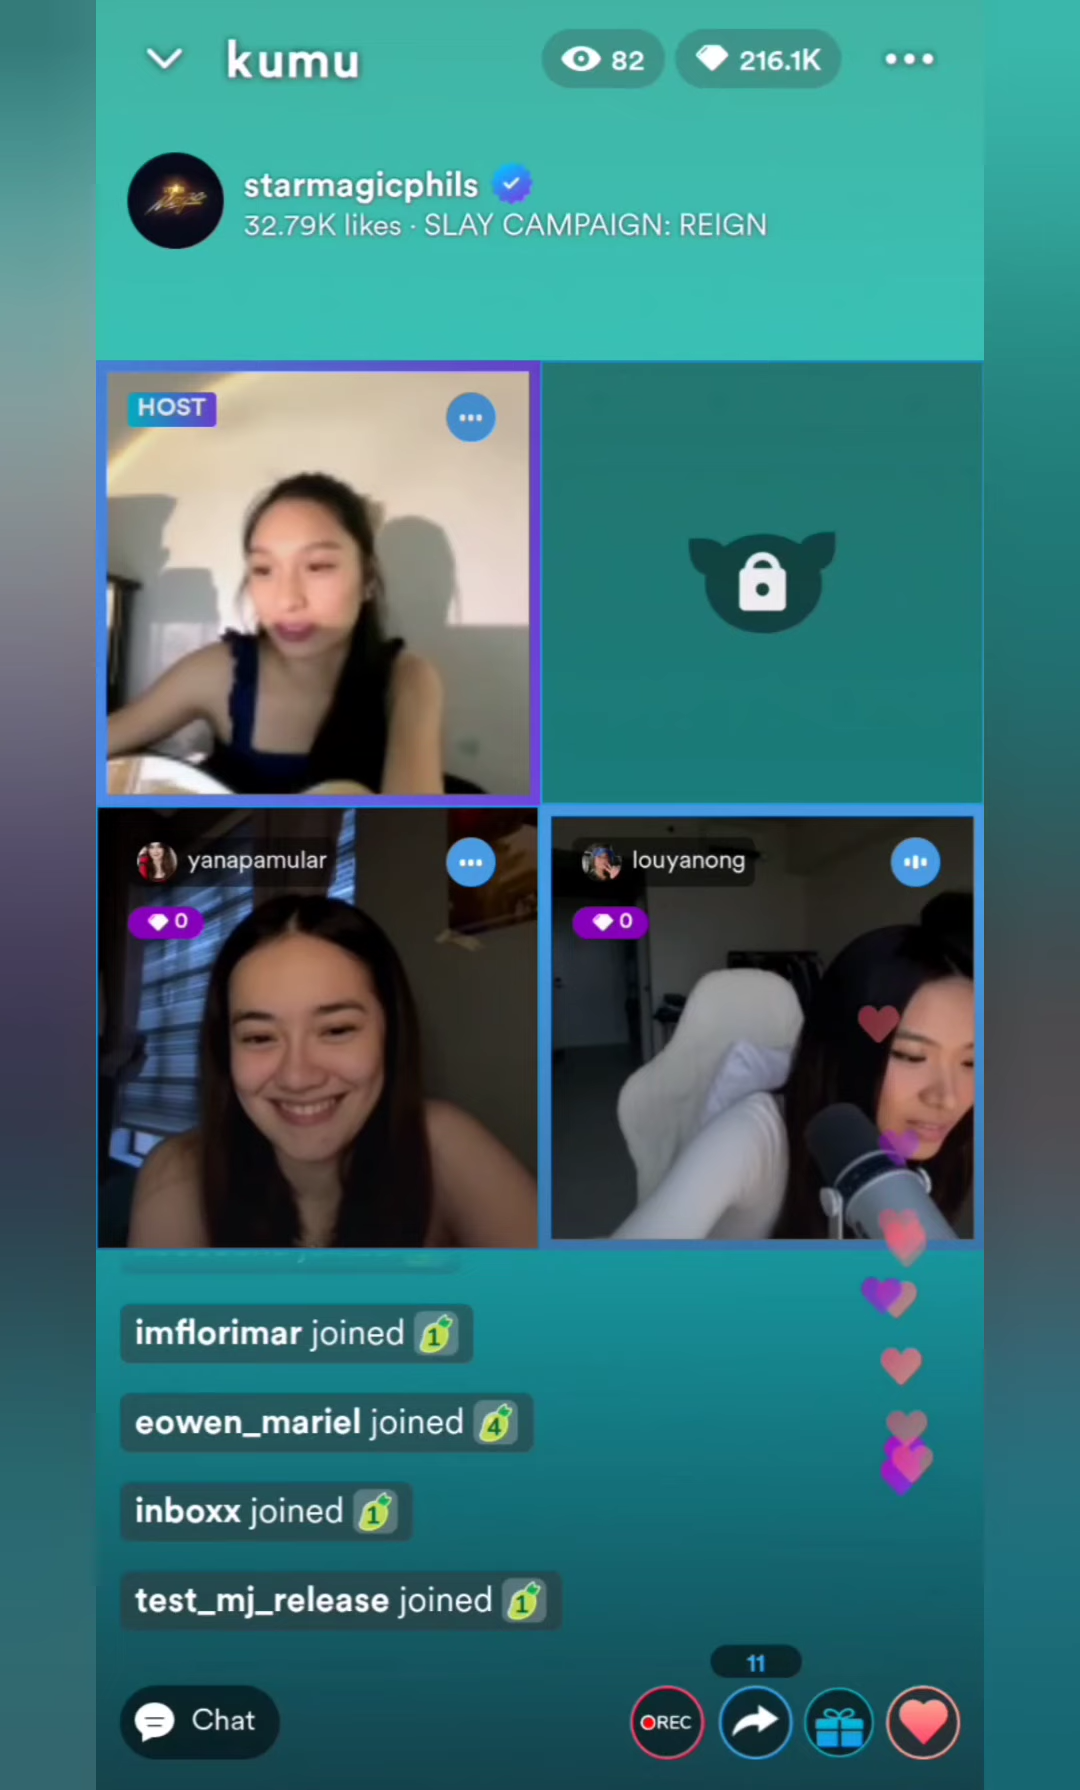 kumu
82
216.1K
starmagicphils
32.79K likes · SLAY CAMPAIGN: REIGN
HOST
yanapamular
0
louyanong
0
imflorimar joined 1
eowen_mariel joined 4
inboxx joined 1
test_mj_release joined 1
11
Chat
REC